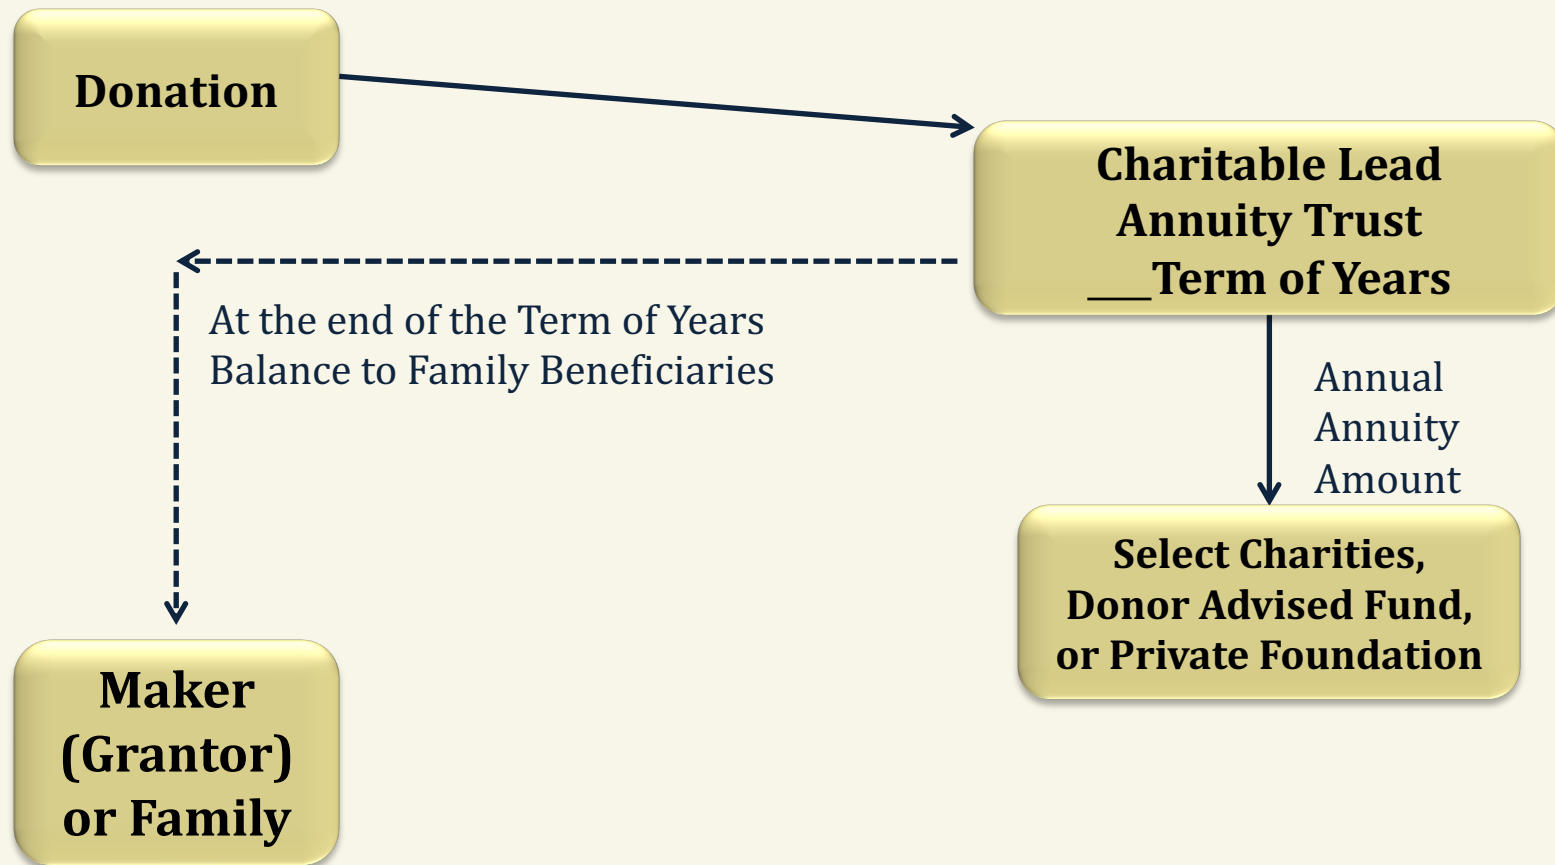 Donation
Charitable Lead
Annuity Trust
___Term of Years
At the end of the Term of Years
Balance to Family Beneficiaries
Annual
Annuity
Amount
Select Charities,
Donor Advised Fund,
or Private Foundation
Maker
(Grantor)
or Family